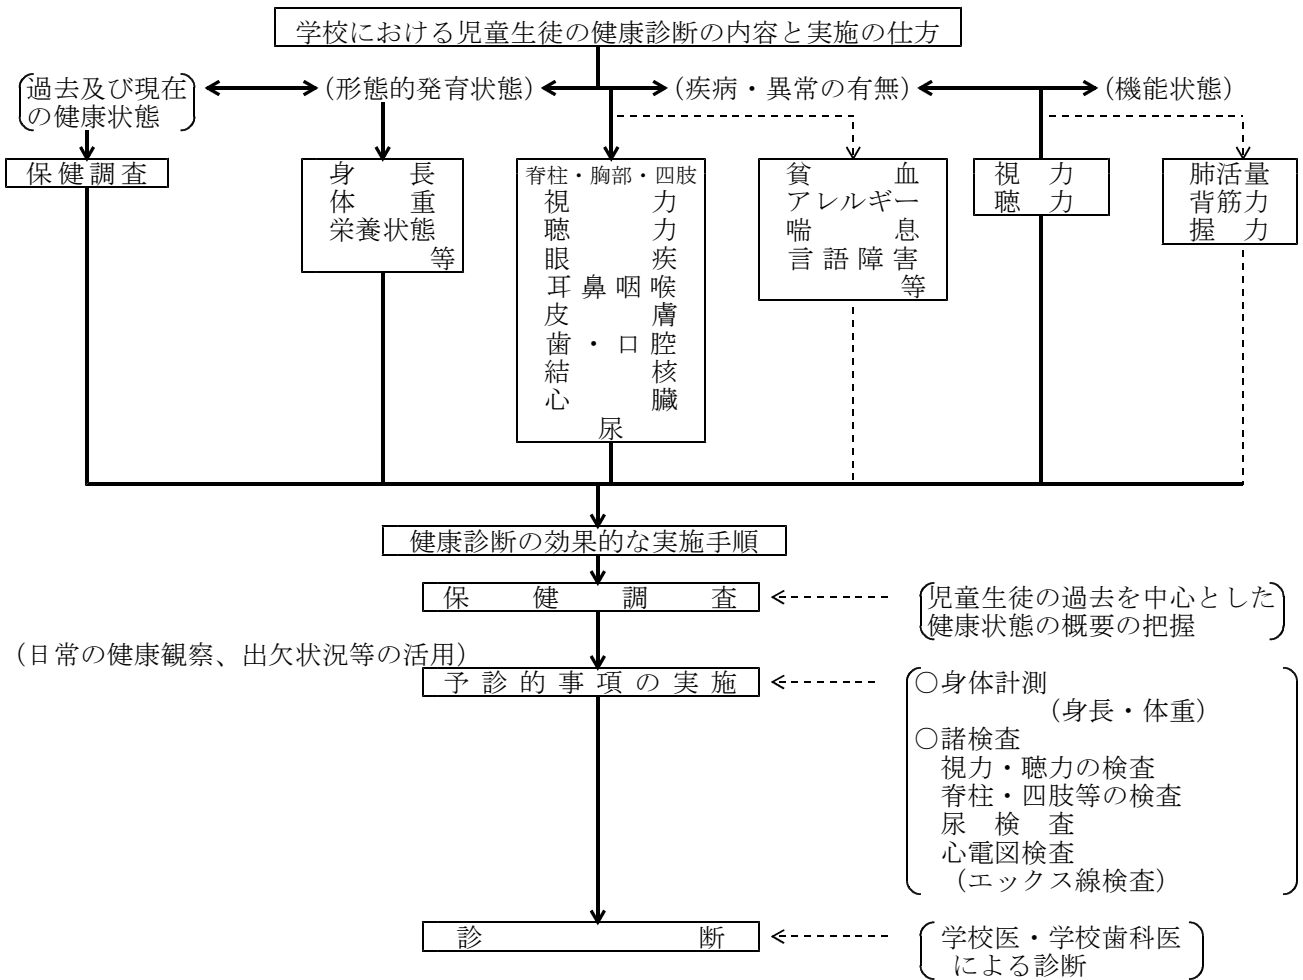 学校における児童生徒の健康診断の内容と実施の仕方
過去及び現在
の健康状態
(形態的発育状態)
(疾病・異常の有無)
(機能状態)
保健調査
身長
体重
栄養状態
等
脊柱・胸部・四肢
視力
聴力
眼疾
耳鼻咽喉
皮膚
歯・口腔
結核
心臓
尿
貧血
アレルギー
喘息
言語障害
等
視力
聴力
肺活量
背筋力
握力
健康診断の効果的な実施手順
保健調査
児童生徒の過去を中心とした
健康状態の概要の把握
(日常の健康観察、出欠状況等の活用)
予診的事項の実施
○身体計測
(身長・体重)
○諸検査
視力・聴力の検査
脊柱・四肢等の検査
尿検査
心電図検査
(エックス線検査)
診断
学校医・学校歯科医
による診断